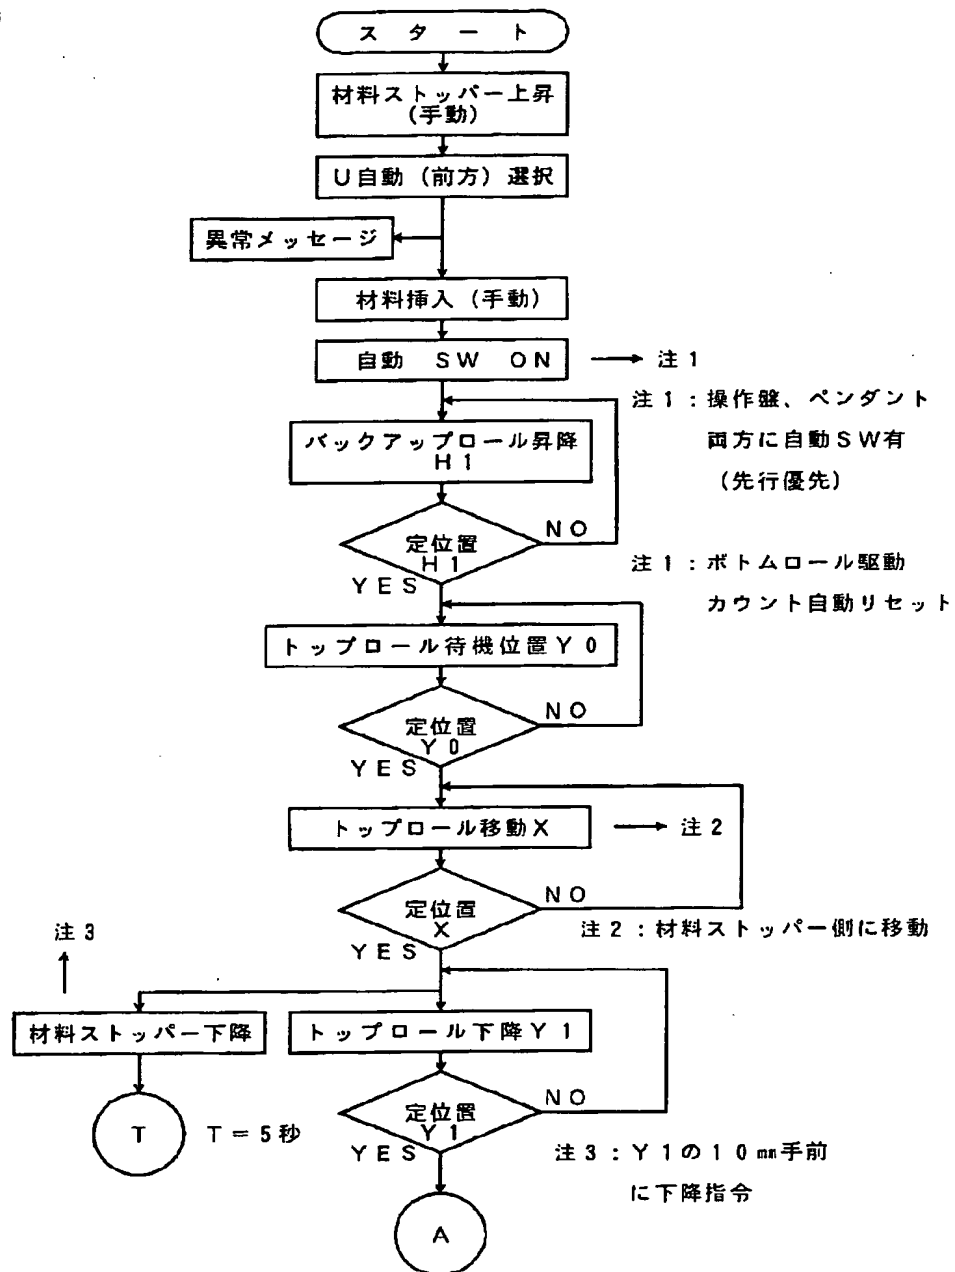 スタート
材料ストッパー上昇
(手動)
U自動(前方)選択
異常メッセージ
材料挿入(手動)
自動 SW ON
注1
注1:操作盤、ペンダント
両方に自動SW有
(先行優先)
バックアップロール昇降
H1
定位置
H1
NO
YES
注1:ボトムロール駆動
カウント自動リセット
トップロール待機位置Y0
定位置
Y0
NO
YES
トップロール移動X
注2
定位置
X
NO
YES
注2:材料ストッパー側に移動
注3
材料ストッパー下降
トップロール下降Y1
T
T=5秒
定位置
Y1
NO
YES
注3:Y1の10㎜手前
に下降指令
A